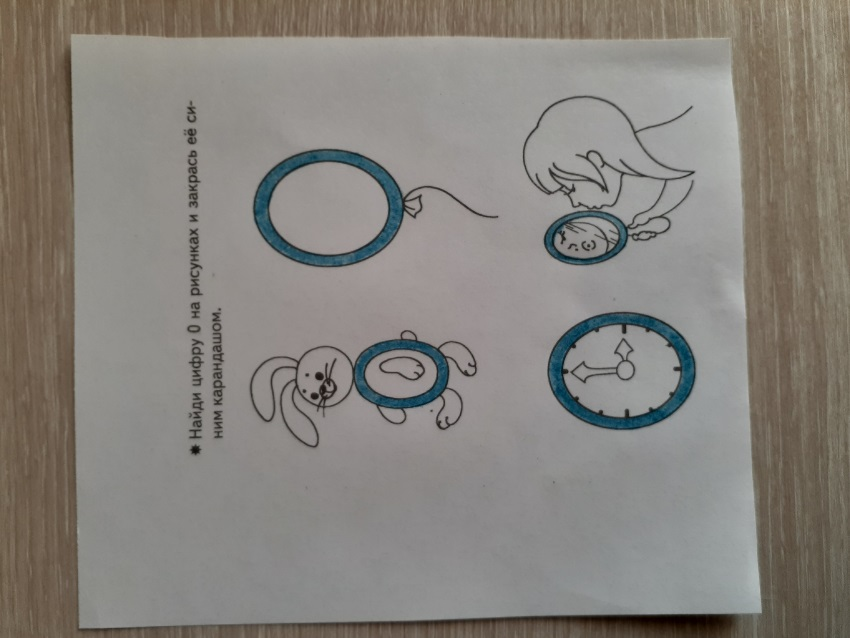 ✷ Найди цифру 0 на рисунках и закрась её си-
ним карандашом.